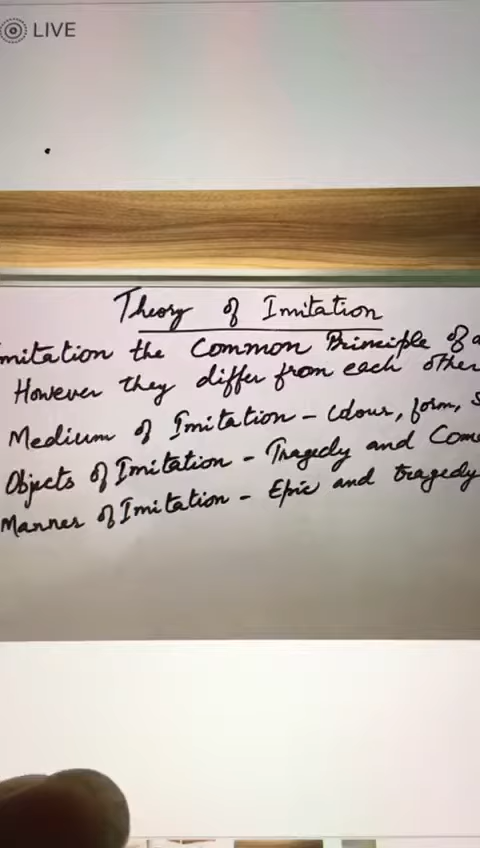 LIVE
Theory of Imitation
mitation the Common Principle of a
However they differ from each other
Medium of Imitation - Colour, form, S
Objects of Imitation - Tragedy and Come
Manner of Imitation - Epic and tragedy